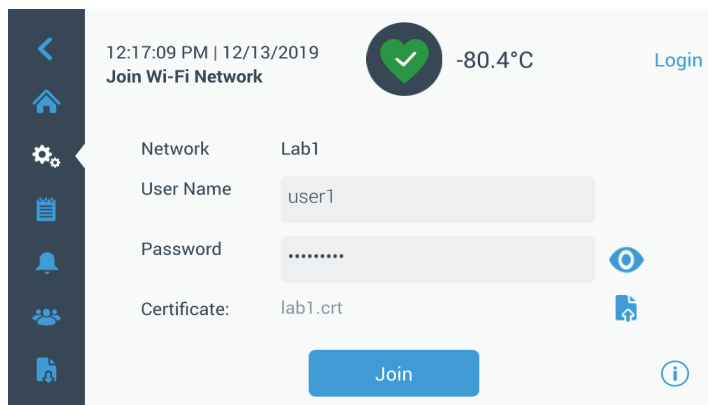 12:17:09 PM | 12/13/2019
Join Wi-Fi Network
-80.4°C
Login
Network Lab1
User Name user1
Password •••••••••
Certificate: lab1.crt
Join